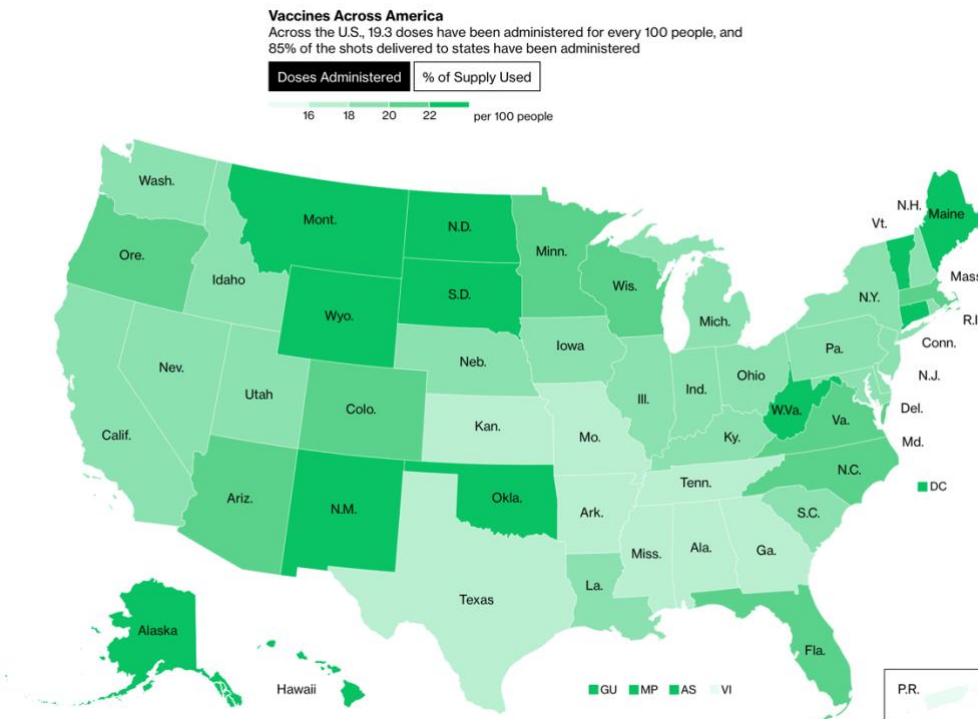 Vaccines Across America
Across the U.S., 19.3 doses have been administered for every 100 people, and
85% of the shots delivered to states have been administered
Doses Administered % of Supply Used
16 18 20 22 per 100 people
Wash.
Mont.
N.D.
Minn.
N.H.
Maine
Vt.
Ore.
Idaho
Wyo.
S.D.
Wis.
Mich.
N.Y.
Mass
R.I
Conn.
Nev.
Utah
Colo.
Neb.
Iowa
Ill.
Ind.
Ohio
Pa.
N.J.
Calif.
Kan.
Mo.
Ky.
W.Va.
Va.
Del.
Md.
Ariz.
N.M.
Okla.
Ark.
Tenn.
N.C.
DC
S.C.
Texas
La.
Miss.
Ala.
Ga.
Fla.
Alaska
Hawaii
GU MP AS VI
P.R.